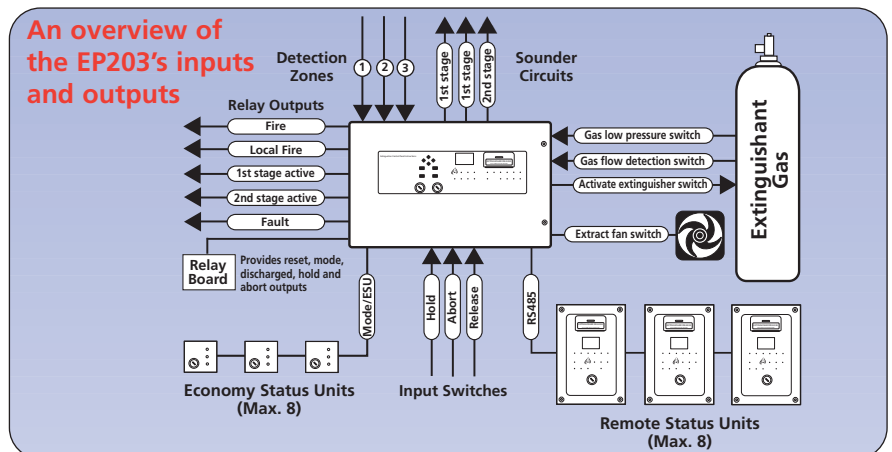 An overview of
the EP203's inputs
and outputs
Detection
Zones
1
2
3
1st stage
1st stage
2nd stage
Sounder
Circuits
Relay Outputs
Fire
Local Fire
1st stage active
2nd stage active
Fault
Relay
Board
Provides reset, mode,
discharged, hold and
abort outputs
Gas low pressure switch
Gas flow detection switch
Activate extinguisher switch
Extract fan switch
Extinguishant
Gas
Mode/ESU
Hold
Abort
Release
RS485
Economy Status Units
(Max. 8)
Input Switches
Remote Status Units
(Max. 8)